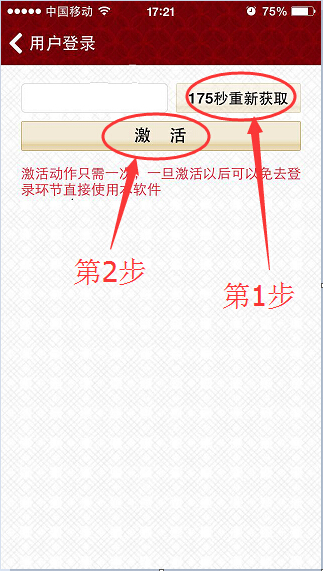 中国移动 17:21 75%
用户登录
175秒重新获取
激 活
激活动作只需一次，一旦激活以后可以免去登
录环节直接使用本软件
第2步
第1步